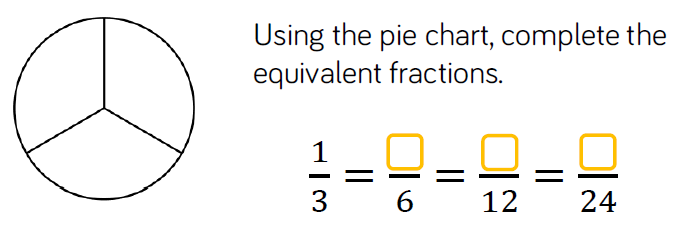 Using the pie chart, complete the
equivalent fractions.
1/3 = □/6 = □/12 = □/24